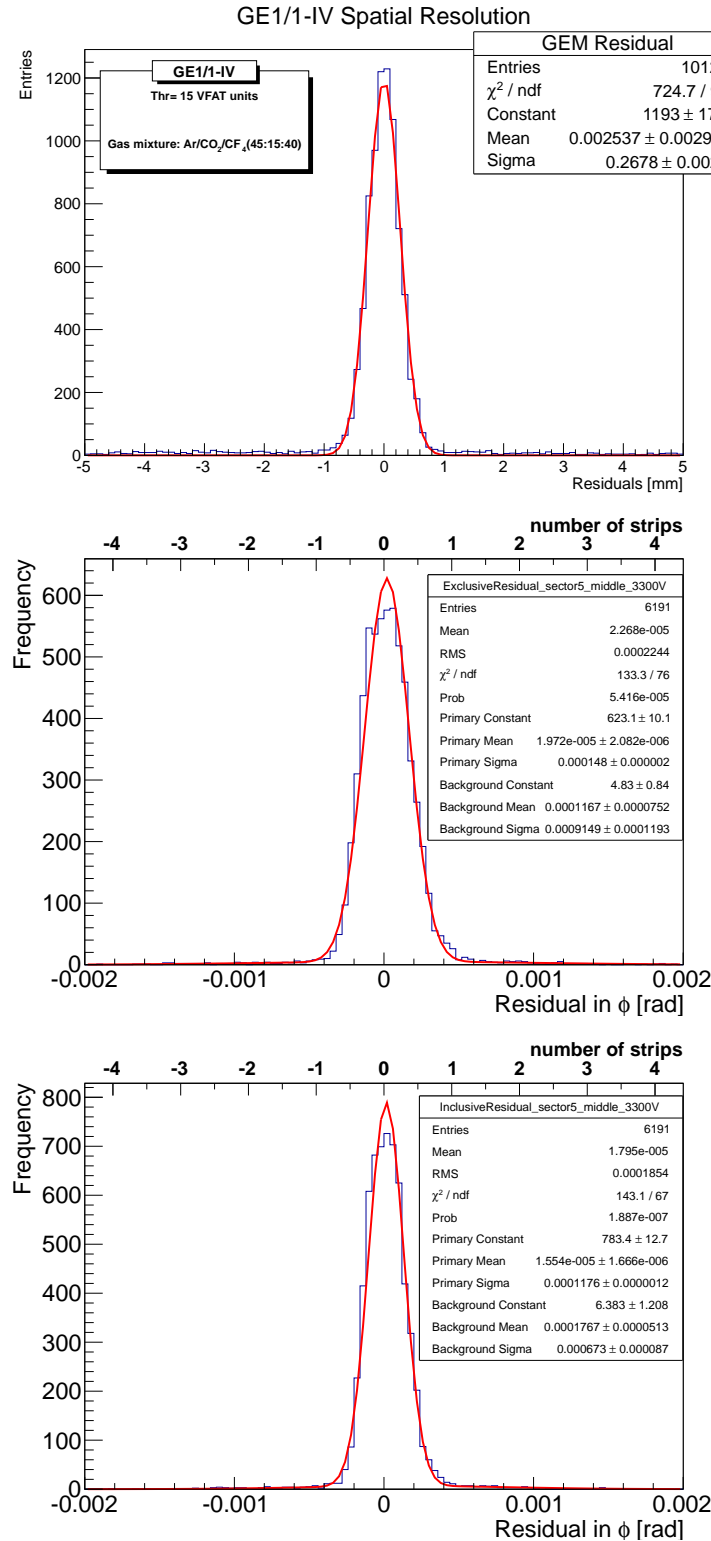 GE1/1-IV Spatial Resolution
Entries
1200
1000
800
600
400
200
0
GE1/1-IV
Thr= 15 VFAT units
Gas mixture: Ar/CO₂/CF₄(45:15:40)
GEM Residual
Entries 1012
χ² / ndf 724.7 /
Constant 1193 ± 17
Mean 0.002537 ± 0.0029
Sigma 0.2678 ± 0.00
-5 -4 -3 -2 -1 0 1 2 3 4 5
Residuals [mm]
number of strips
-4 -3 -2 -1 0 1 2 3 4
Frequency
600
500
400
300
200
100
0
ExclusiveResidual_sector5_middle_3300V
Entries 6191
Mean 2.268e-005
RMS 0.0002244
χ² / ndf 133.3 / 76
Prob 5.416e-005
Primary Constant 623.1 ± 10.1
Primary Mean 1.972e-005 ± 2.082e-006
Primary Sigma 0.000148 ± 0.000002
Background Constant 4.83 ± 0.84
Background Mean 0.0001167 ± 0.0000752
Background Sigma 0.0009149 ± 0.0001193
-0.002 -0.001 0 0.001 0.002
Residual in ϕ [rad]
number of strips
-4 -3 -2 -1 0 1 2 3 4
Frequency
800
700
600
500
400
300
200
100
0
InclusiveResidual_sector5_middle_3300V
Entries 6191
Mean 1.795e-005
RMS 0.0001854
χ² / ndf 143.1 / 67
Prob 1.887e-007
Primary Constant 783.4 ± 12.7
Primary Mean 1.554e-005 ± 1.666e-006
Primary Sigma 0.0001176 ± 0.0000012
Background Constant 6.383 ± 1.208
Background Mean 0.0001767 ± 0.0000513
Background Sigma 0.000673 ± 0.000087
-0.002 -0.001 0 0.001 0.002
Residual in ϕ [rad]